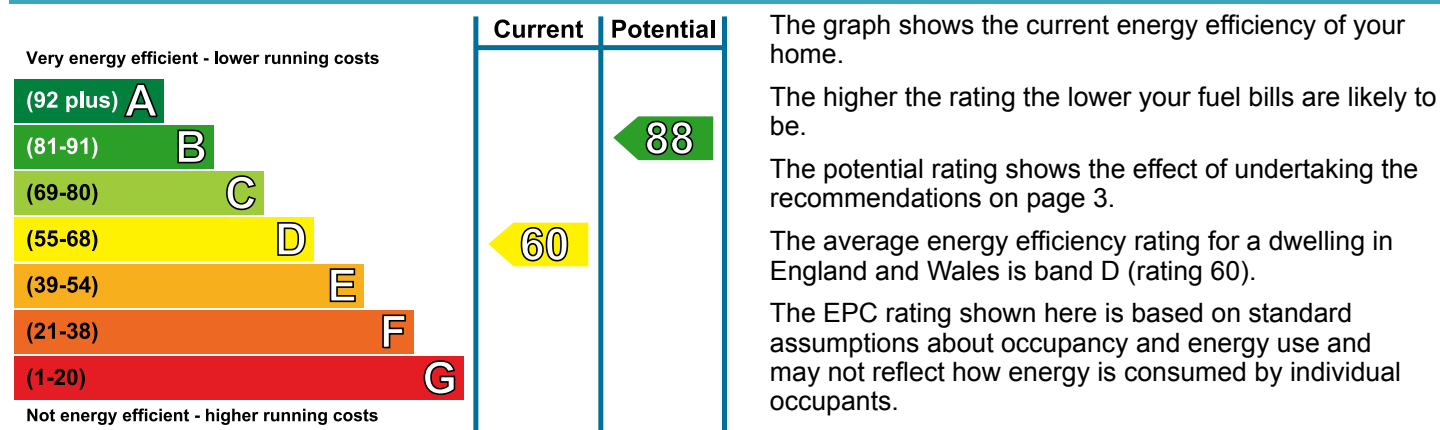 Current Potential
Very energy efficient - lower running costs
(92 plus) A
(81-91) B
88
(69-80) C
(55-68) D
60
(39-54) E
(21-38) F
(1-20) G
Not energy efficient - higher running costs
The graph shows the current energy efficiency of your
home.
The higher the rating the lower your fuel bills are likely to
be.
The potential rating shows the effect of undertaking the
recommendations on page 3.
The average energy efficiency rating for a dwelling in
England and Wales is band D (rating 60).
The EPC rating shown here is based on standard
assumptions about occupancy and energy use and
may not reflect how energy is consumed by individual
occupants.